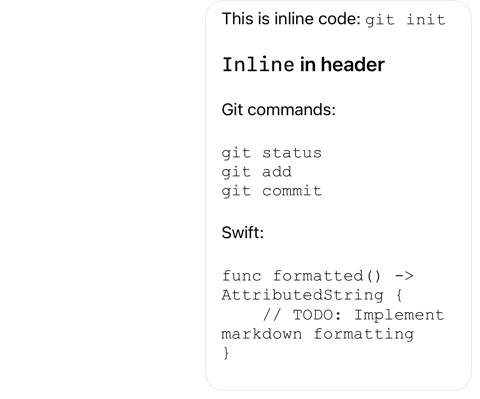 This is inline code: git init
Inline in header
Git commands:
git status
git add
git commit
Swift:
func formatted() ->
AttributedString {
    // TODO: Implement
markdown formatting
}